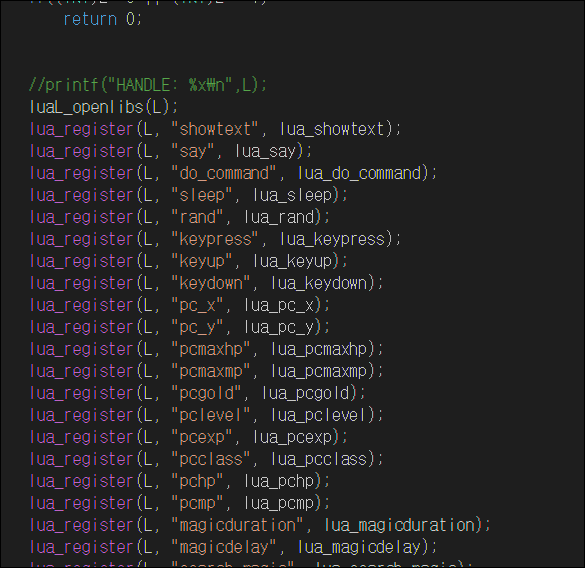 return 0;
//printf("HANDLE: %x₩n",L);
luaL_openlibs(L);
lua_register(L, "showtext", lua_showtext);
lua_register(L, "say", lua_say);
lua_register(L, "do_command", lua_do_command);
lua_register(L, "sleep", lua_sleep);
lua_register(L, "rand", lua_rand);
lua_register(L, "keypress", lua_keypress);
lua_register(L, "keyup", lua_keyup);
lua_register(L, "keydown", lua_keydown);
lua_register(L, "pc_x", lua_pc_x);
lua_register(L, "pc_y", lua_pc_y);
lua_register(L, "pcmaxhp", lua_pcmaxhp);
lua_register(L, "pcmaxmp", lua_pcmaxmp);
lua_register(L, "pcgold", lua_pcgold);
lua_register(L, "pclevel", lua_pclevel);
lua_register(L, "pcexp", lua_pcexp);
lua_register(L, "pcclass", lua_pcclass);
lua_register(L, "pchp", lua_pchp);
lua_register(L, "pcmp", lua_pcmp);
lua_register(L, "magicduration", lua_magicduration);
lua_register(L, "magicdelay", lua_magicdelay);
lua_register(L, "search_magic", lua_search_magic);